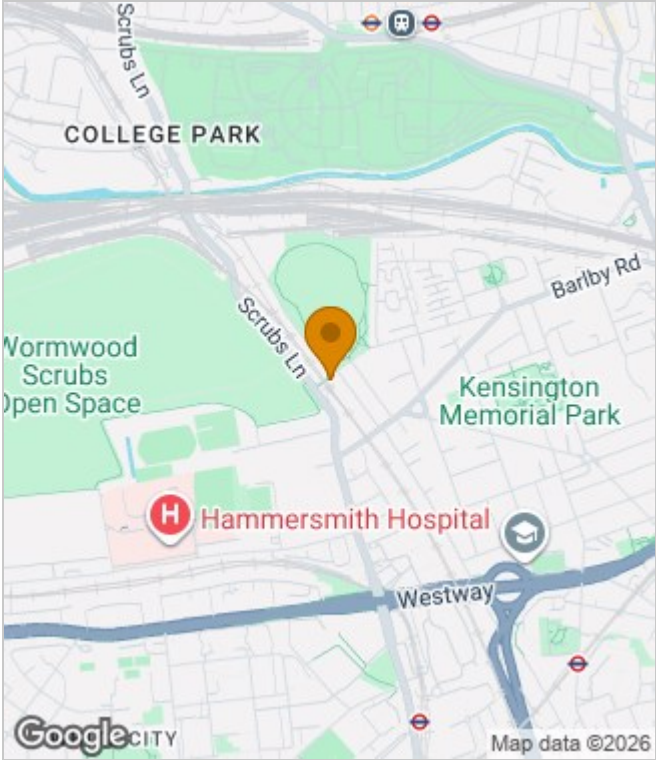 Scrubs Ln
COLLEGE PARK
Barlby Rd
Scrubs Ln
Wormwood
Scrubs
Open Space
Kensington
Memorial Park
H
Hammersmith Hospital
Westway
Google
CITY
Map data ©2026